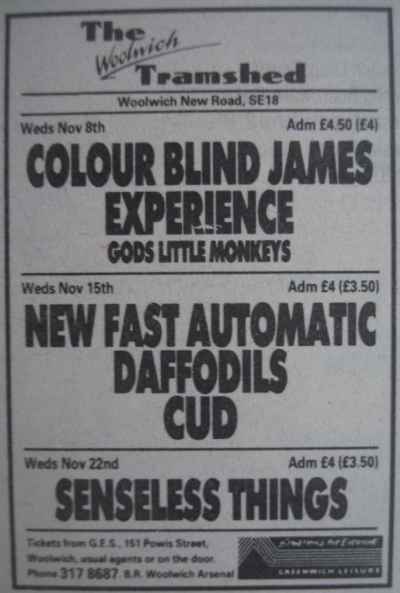 The
Woolwich
Tramshed
Woolwich New Road, SE18
Weds Nov 8th Adm £4.50 (£4)
COLOUR BLIND JAMES
EXPERIENCE
GODS LITTLE MONKEYS
Weds Nov 15th Adm £4 (£3.50)
NEW FAST AUTOMATIC
DAFFODILS
CUD
Weds Nov 22nd Adm £4 (£3.50)
SENSELESS THINGS
Tickets from G.E.S., 151 Powis Street,
Woolwich, usual agents or on the door.
Phone 317 8687 B.R. Woolwich Arsenal
GREENWICH LEISURE